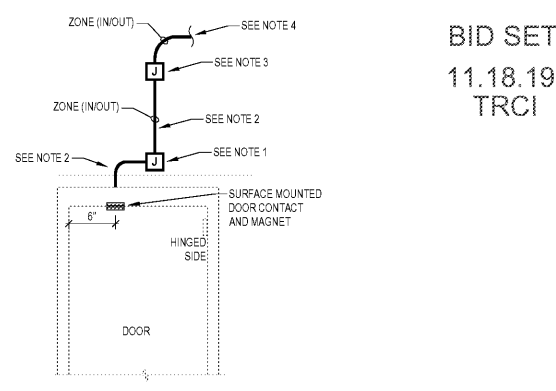 ZONE (IN/OUT)
SEE NOTE 4
BID SET
J
SEE NOTE 3
11.18.19
TRCI
ZONE (IN/OUT)
SEE NOTE 2
J
SEE NOTE 1
SEE NOTE 2
SURFACE MOUNTED
DOOR CONTACT
AND MAGNET
6"
HINGED
SIDE
DOOR